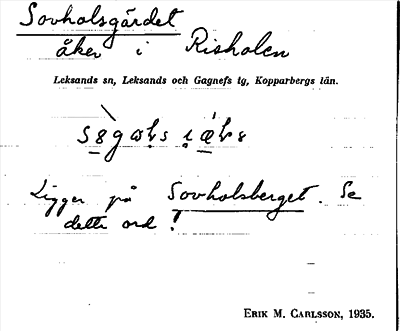 Sovholsgärdet
åker i Risholen
Leksands sn, Leksands och Gagnefs tg, Kopparbergs län.
Ligger på Sovholsberget. Se
detta ord!
ERIK M. CARLSSON, 1935.